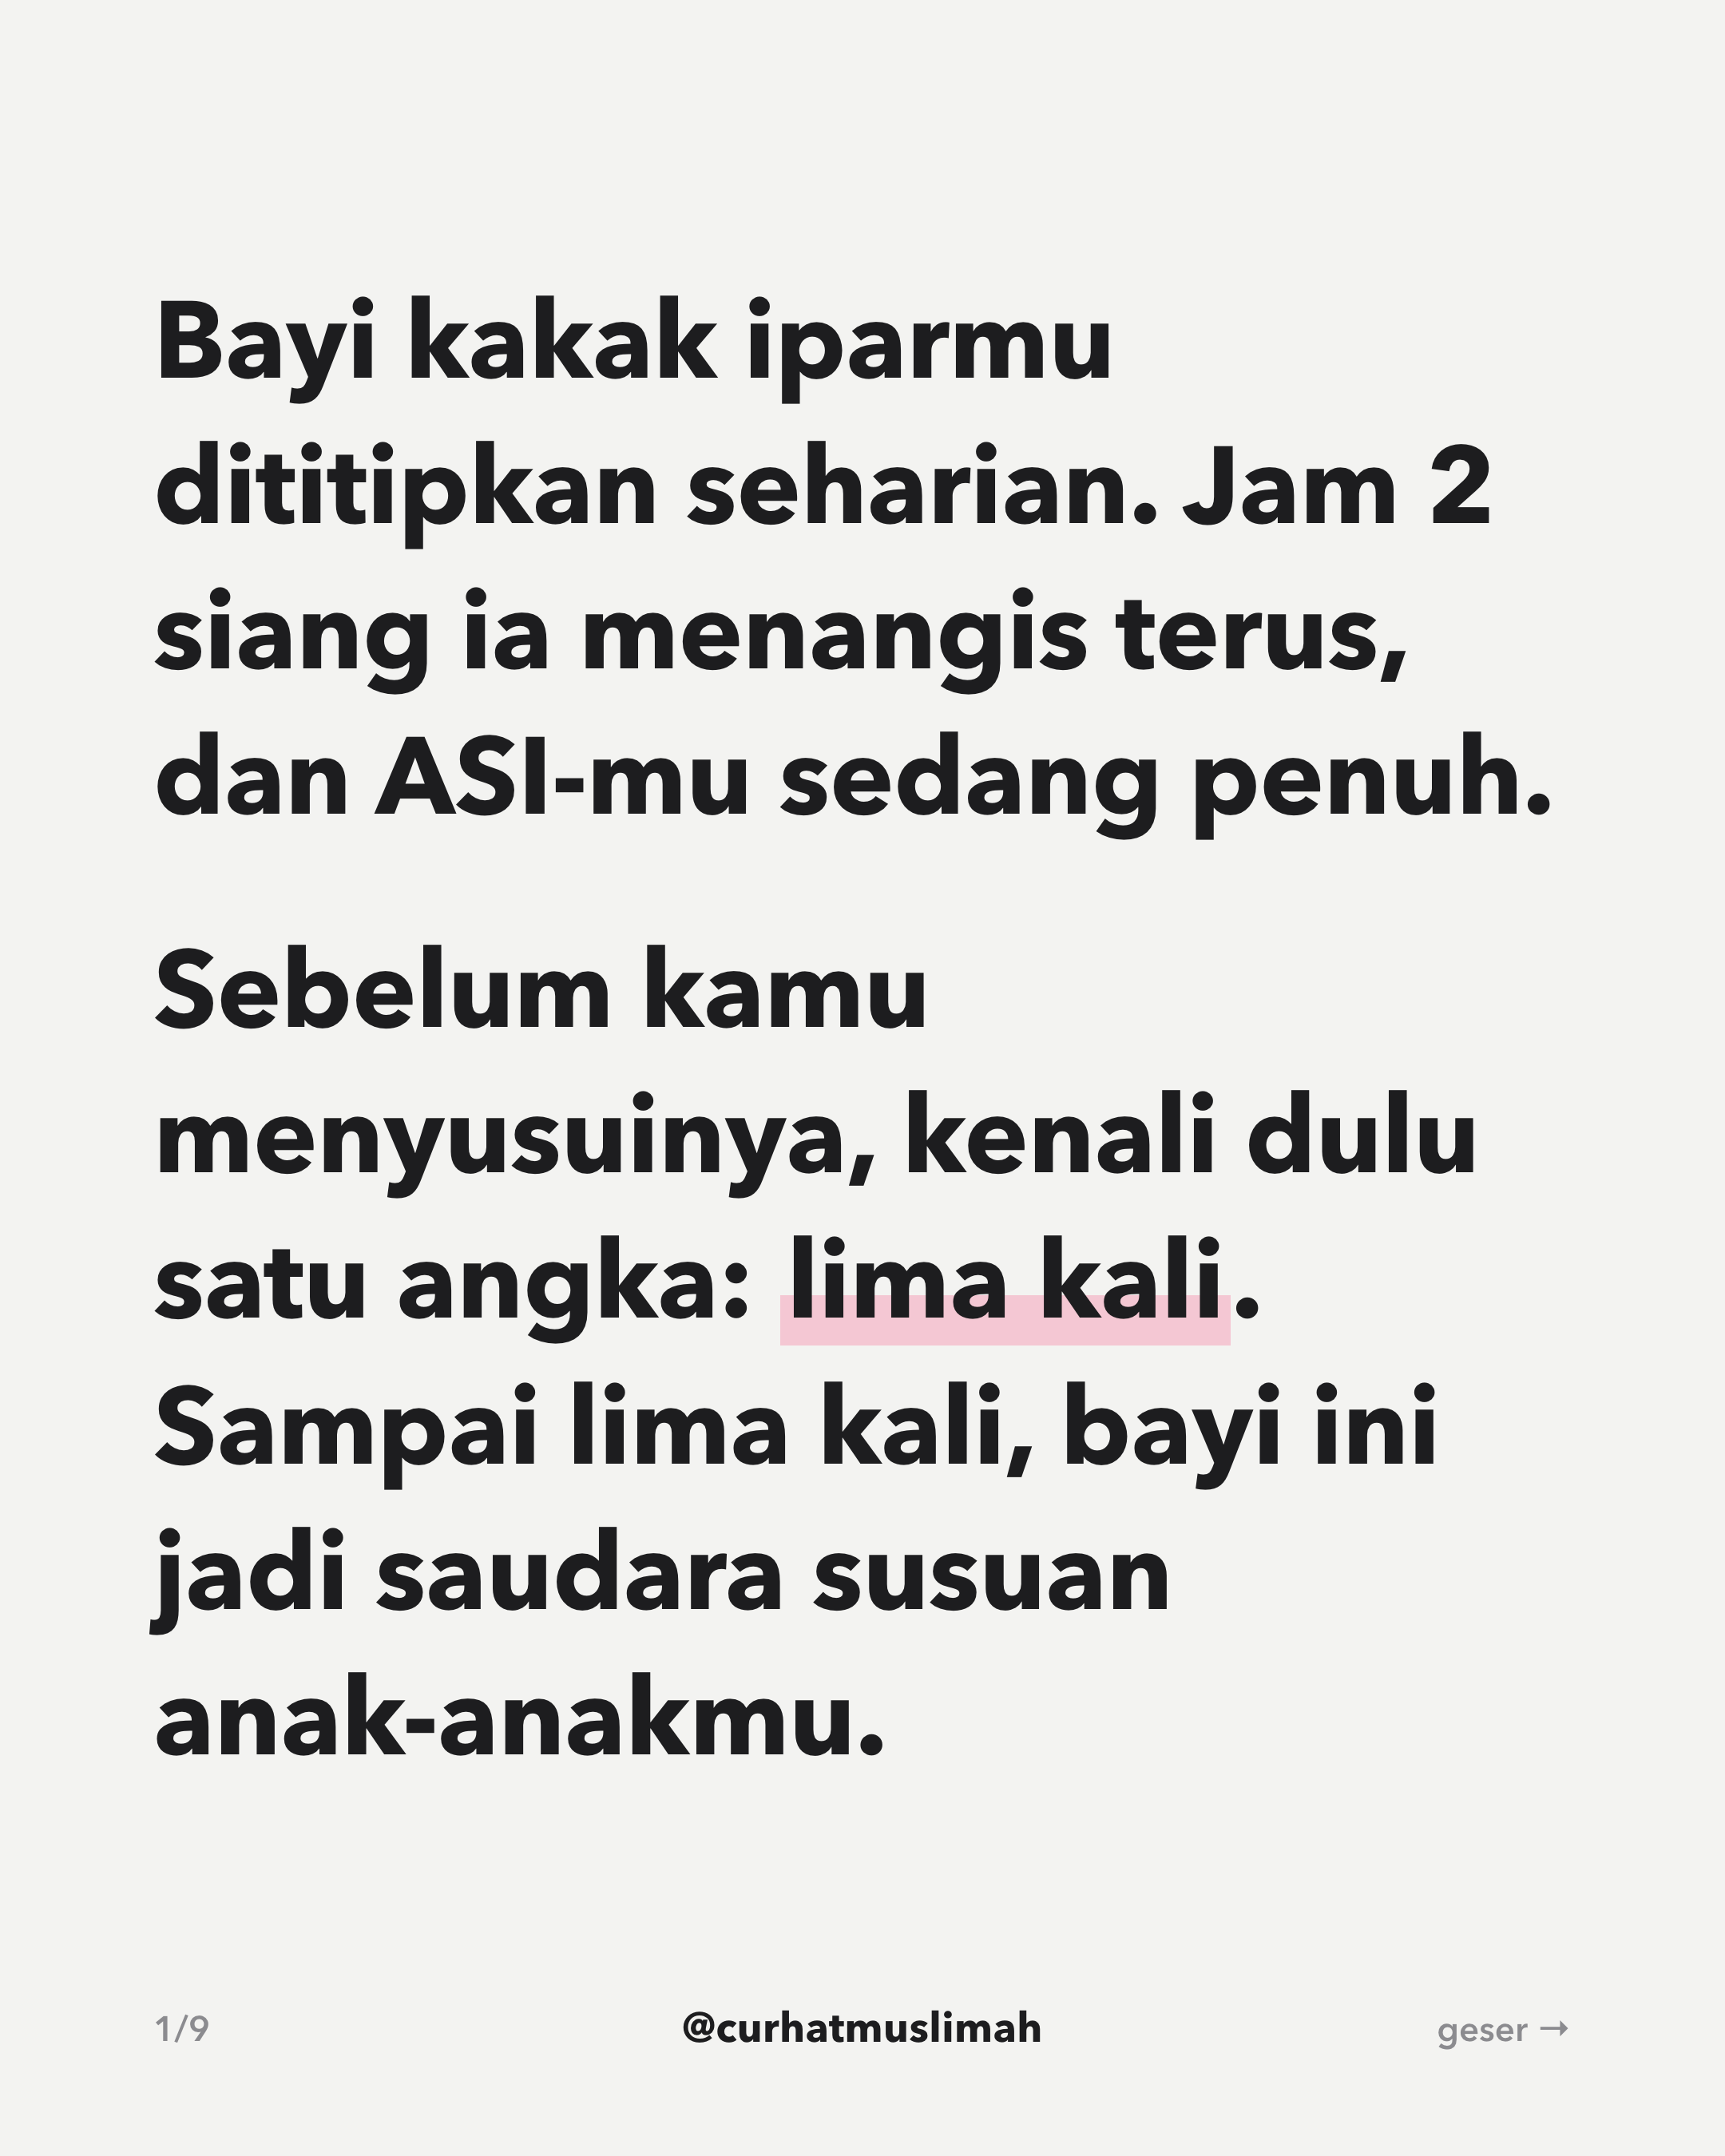 Bayi kakak iparmu
dititipkan seharian. Jam 2
siang ia menangis terus,
dan ASI-mu sedang penuh.
Sebelum kamu
menyusuinya, kenali dulu
satu angka: lima kali.
Sampai lima kali, bayi ini
jadi saudara susuan
anak-anakmu.
1/9
@curhatmuslimah
geser →